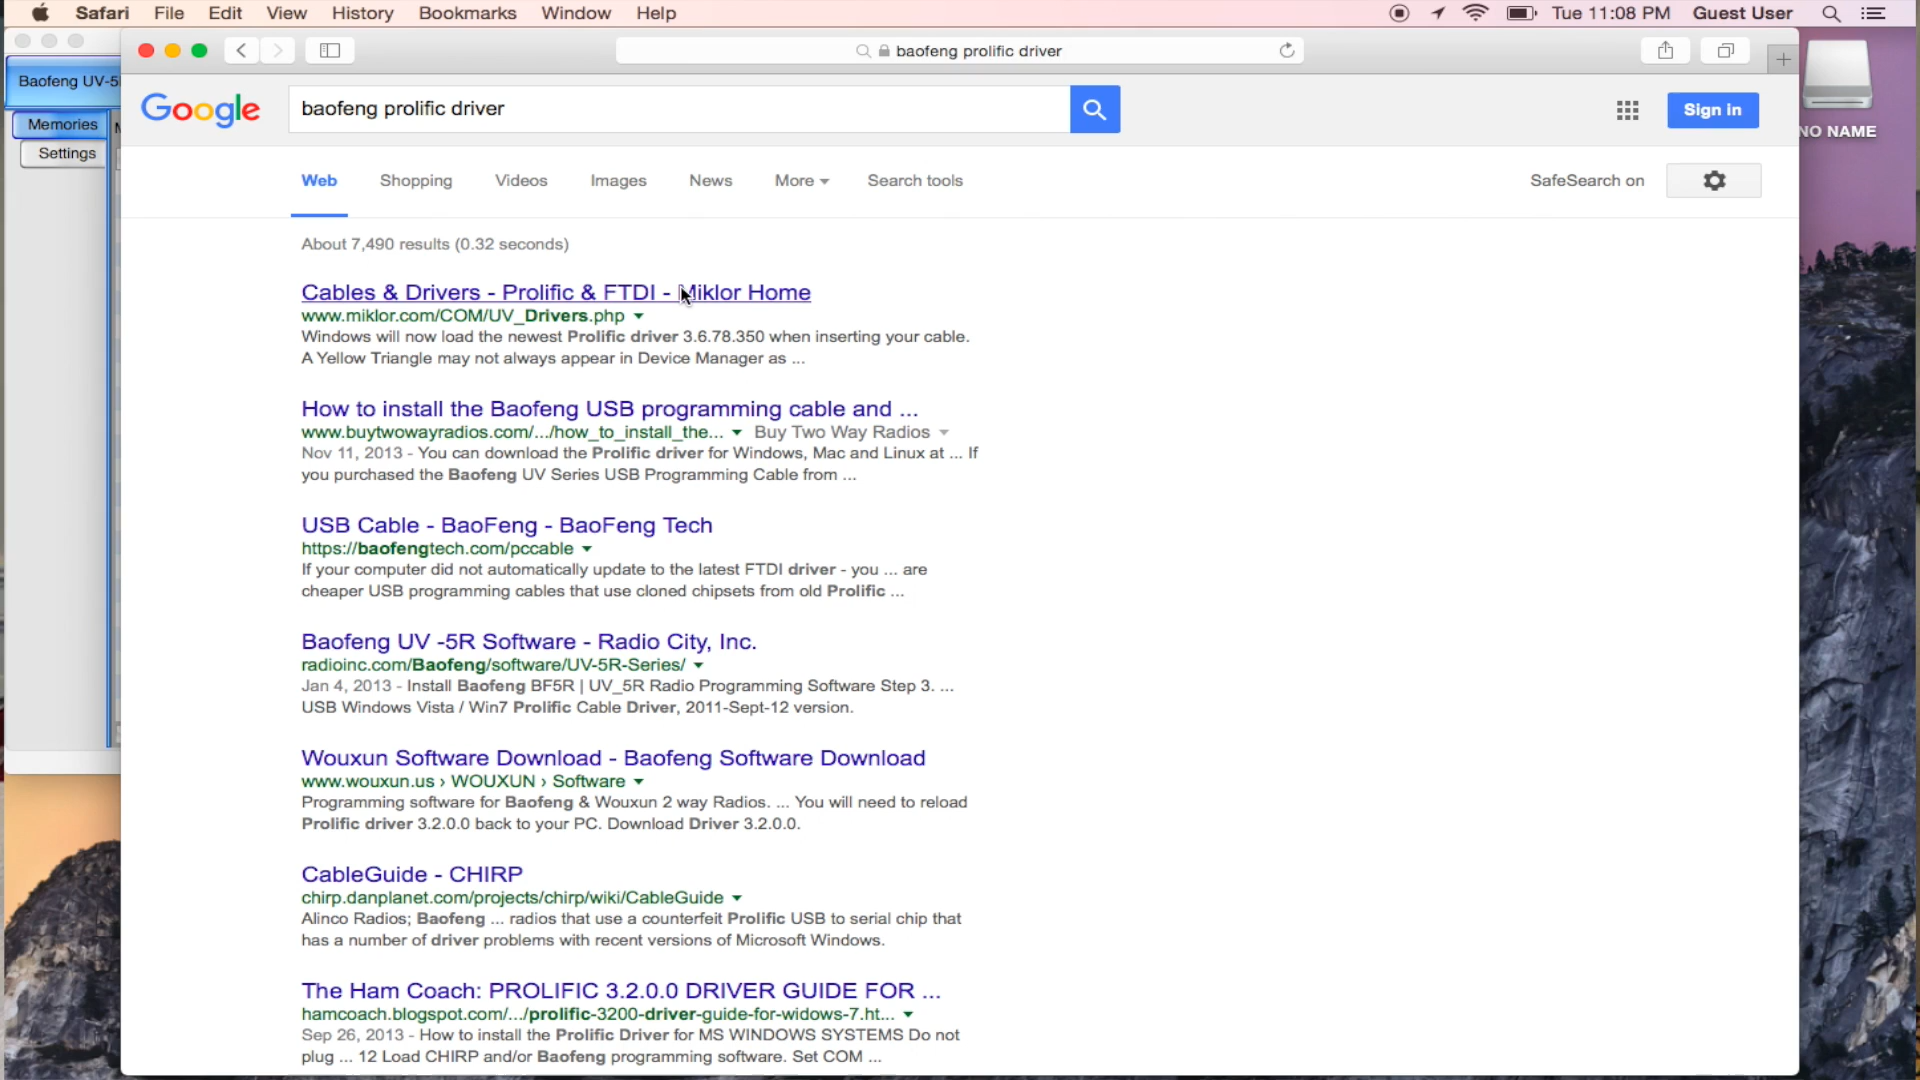 Safari File Edit View History Bookmarks Window Help Tue 11:08 PM Guest User
baofeng prolific driver
Baofeng UV-5
Memories
Settings
NO NAME
Google baofeng prolific driver Sign in
Web Shopping Videos Images News More Search tools SafeSearch on
About 7,490 results (0.32 seconds)
Cables & Drivers - Prolific & FTDI - Miklor Home
www.miklor.com/COM/UV_Drivers.php
Windows will now load the newest Prolific driver 3.6.78.350 when inserting your cable.
A Yellow Triangle may not always appear in Device Manager as ...
How to install the Baofeng USB programming cable and ...
www.buytwowayradios.com/.../how_to_install_the... Buy Two Way Radios
Nov 11, 2013 - You can download the Prolific driver for Windows, Mac and Linux at ... If
you purchased the Baofeng UV Series USB Programming Cable from ...
USB Cable - BaoFeng - BaoFeng Tech
https://baofengtech.com/pccable
If your computer did not automatically update to the latest FTDI driver - you ... are
cheaper USB programming cables that use cloned chipsets from old Prolific ...
Baofeng UV -5R Software - Radio City, Inc.
radioinc.com/Baofeng/software/UV-5R-Series/
Jan 4, 2013 - Install Baofeng BF5R | UV_5R Radio Programming Software Step 3. ...
USB Windows Vista / Win7 Prolific Cable Driver, 2011-Sept-12 version.
Wouxun Software Download - Baofeng Software Download
www.wouxun.us › WOUXUN › Software
Programming software for Baofeng & Wouxun 2 way Radios. ... You will need to reload
Prolific driver 3.2.0.0 back to your PC. Download Driver 3.2.0.0.
CableGuide - CHIRP
chirp.danplanet.com/projects/chirp/wiki/CableGuide
Alinco Radios; Baofeng ... radios that use a counterfeit Prolific USB to serial chip that
has a number of driver problems with recent versions of Microsoft Windows.
The Ham Coach: PROLIFIC 3.2.0.0 DRIVER GUIDE FOR ...
hamcoach.blogspot.com/.../prolific-3200-driver-guide-for-widows-7.ht...
Sep 26, 2013 - How to install the Prolific Driver for MS WINDOWS SYSTEMS Do not
plug ... 12 Load CHIRP and/or Baofeng programming software. Set COM ...